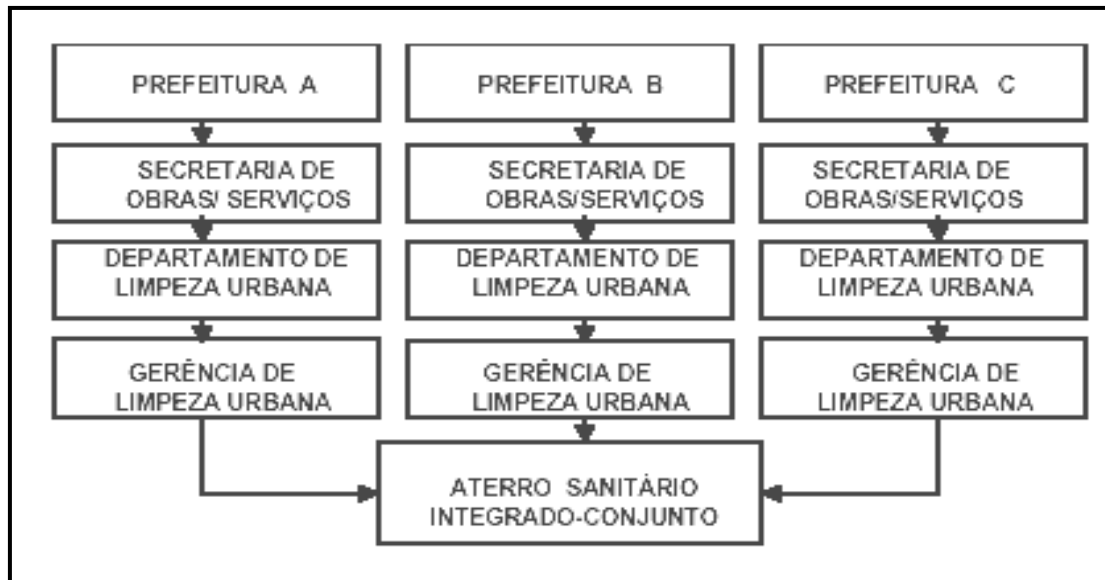 PREFEITURA A
PREFEITURA B
PREFEITURA C
SECRETARIA DE
OBRAS/ SERVIÇOS
SECRETARIA DE
OBRAS/SERVIÇOS
SECRETARIA DE
OBRAS/SERVIÇOS
DEPARTAMENTO DE
LIMPEZA URBANA
DEPARTAMENTO DE
LIMPEZA URBANA
DEPARTAMENTO DE
LIMPEZA URBANA
GERÊNCIA DE
LIMPEZA URBANA
GERÊNCIA DE
LIMPEZA URBANA
GERÊNCIA DE
LIMPEZA URBANA
ATERRO SANITÁRIO
INTEGRADO-CONJUNTO